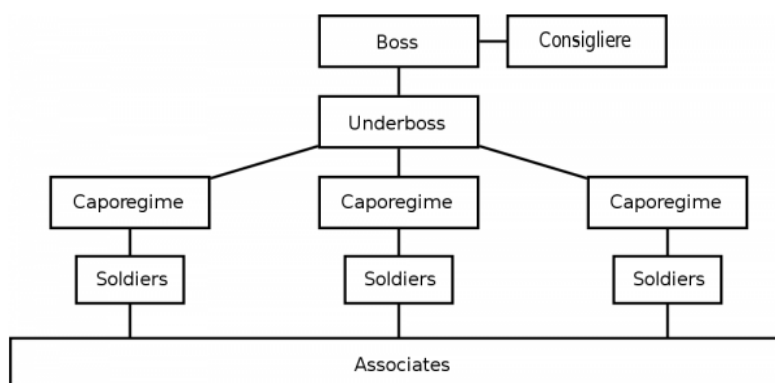 Boss
Consigliere
Underboss
Caporegime
Caporegime
Caporegime
Soldiers
Soldiers
Soldiers
Associates